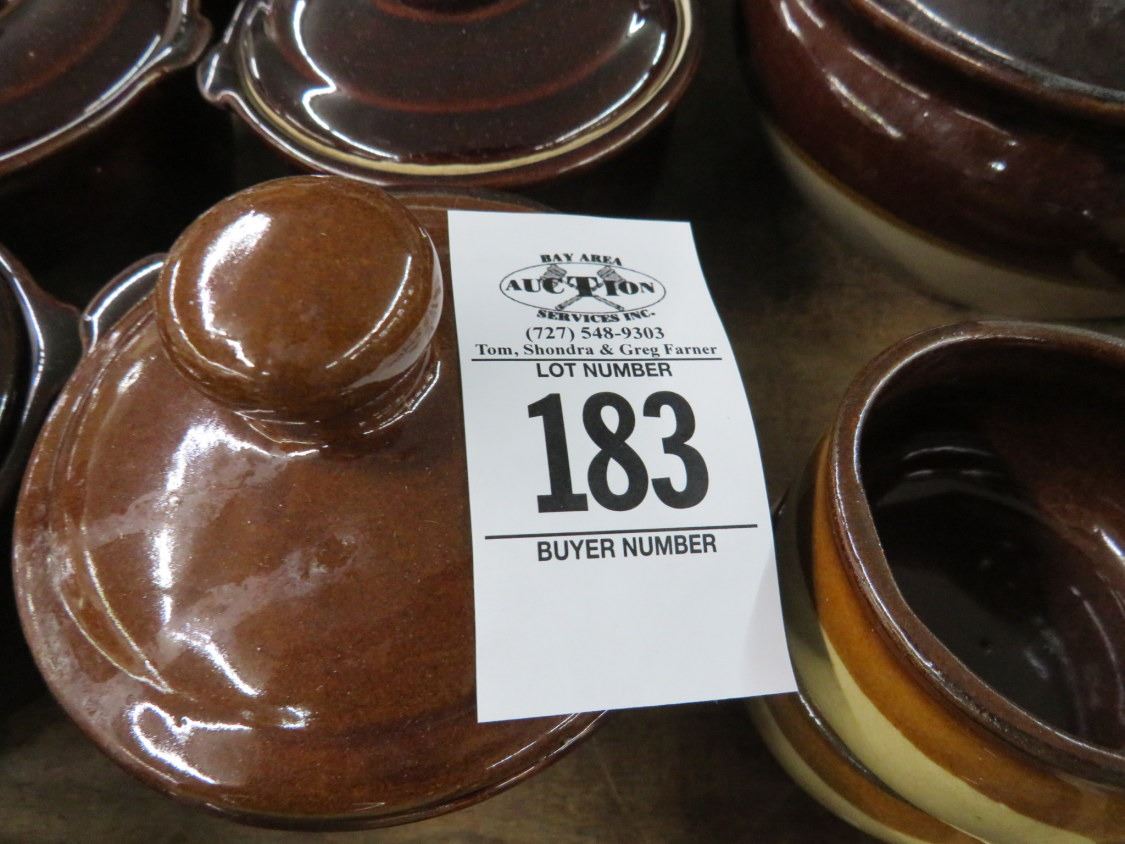 BAY AREA
AUCTION
SERVICES INC.
(727) 548-9303
Tom, Shondra & Greg Farner
LOT NUMBER
183
BUYER NUMBER